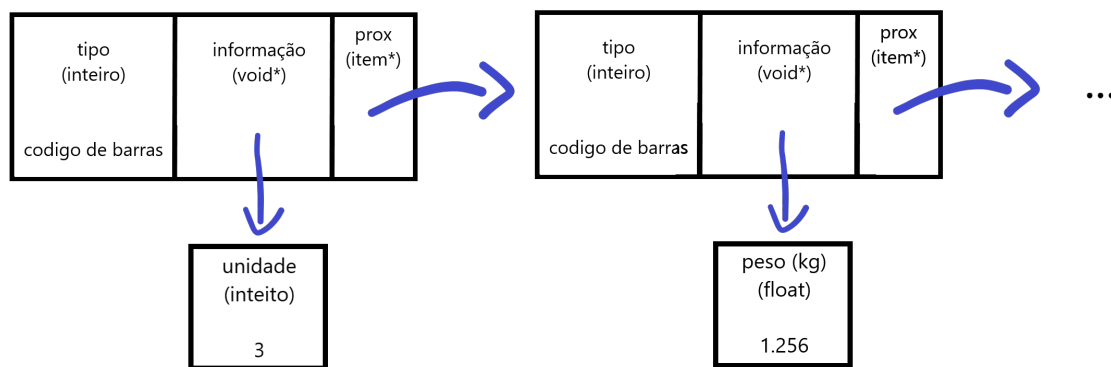 tipo
(inteiro)
codigo de barras
informação
(void*)
prox
(item*)
unidade
(inteito)
3
tipo
(inteiro)
codigo de barras
informação
(void*)
prox
(item*)
peso (kg)
(float)
1.256
...